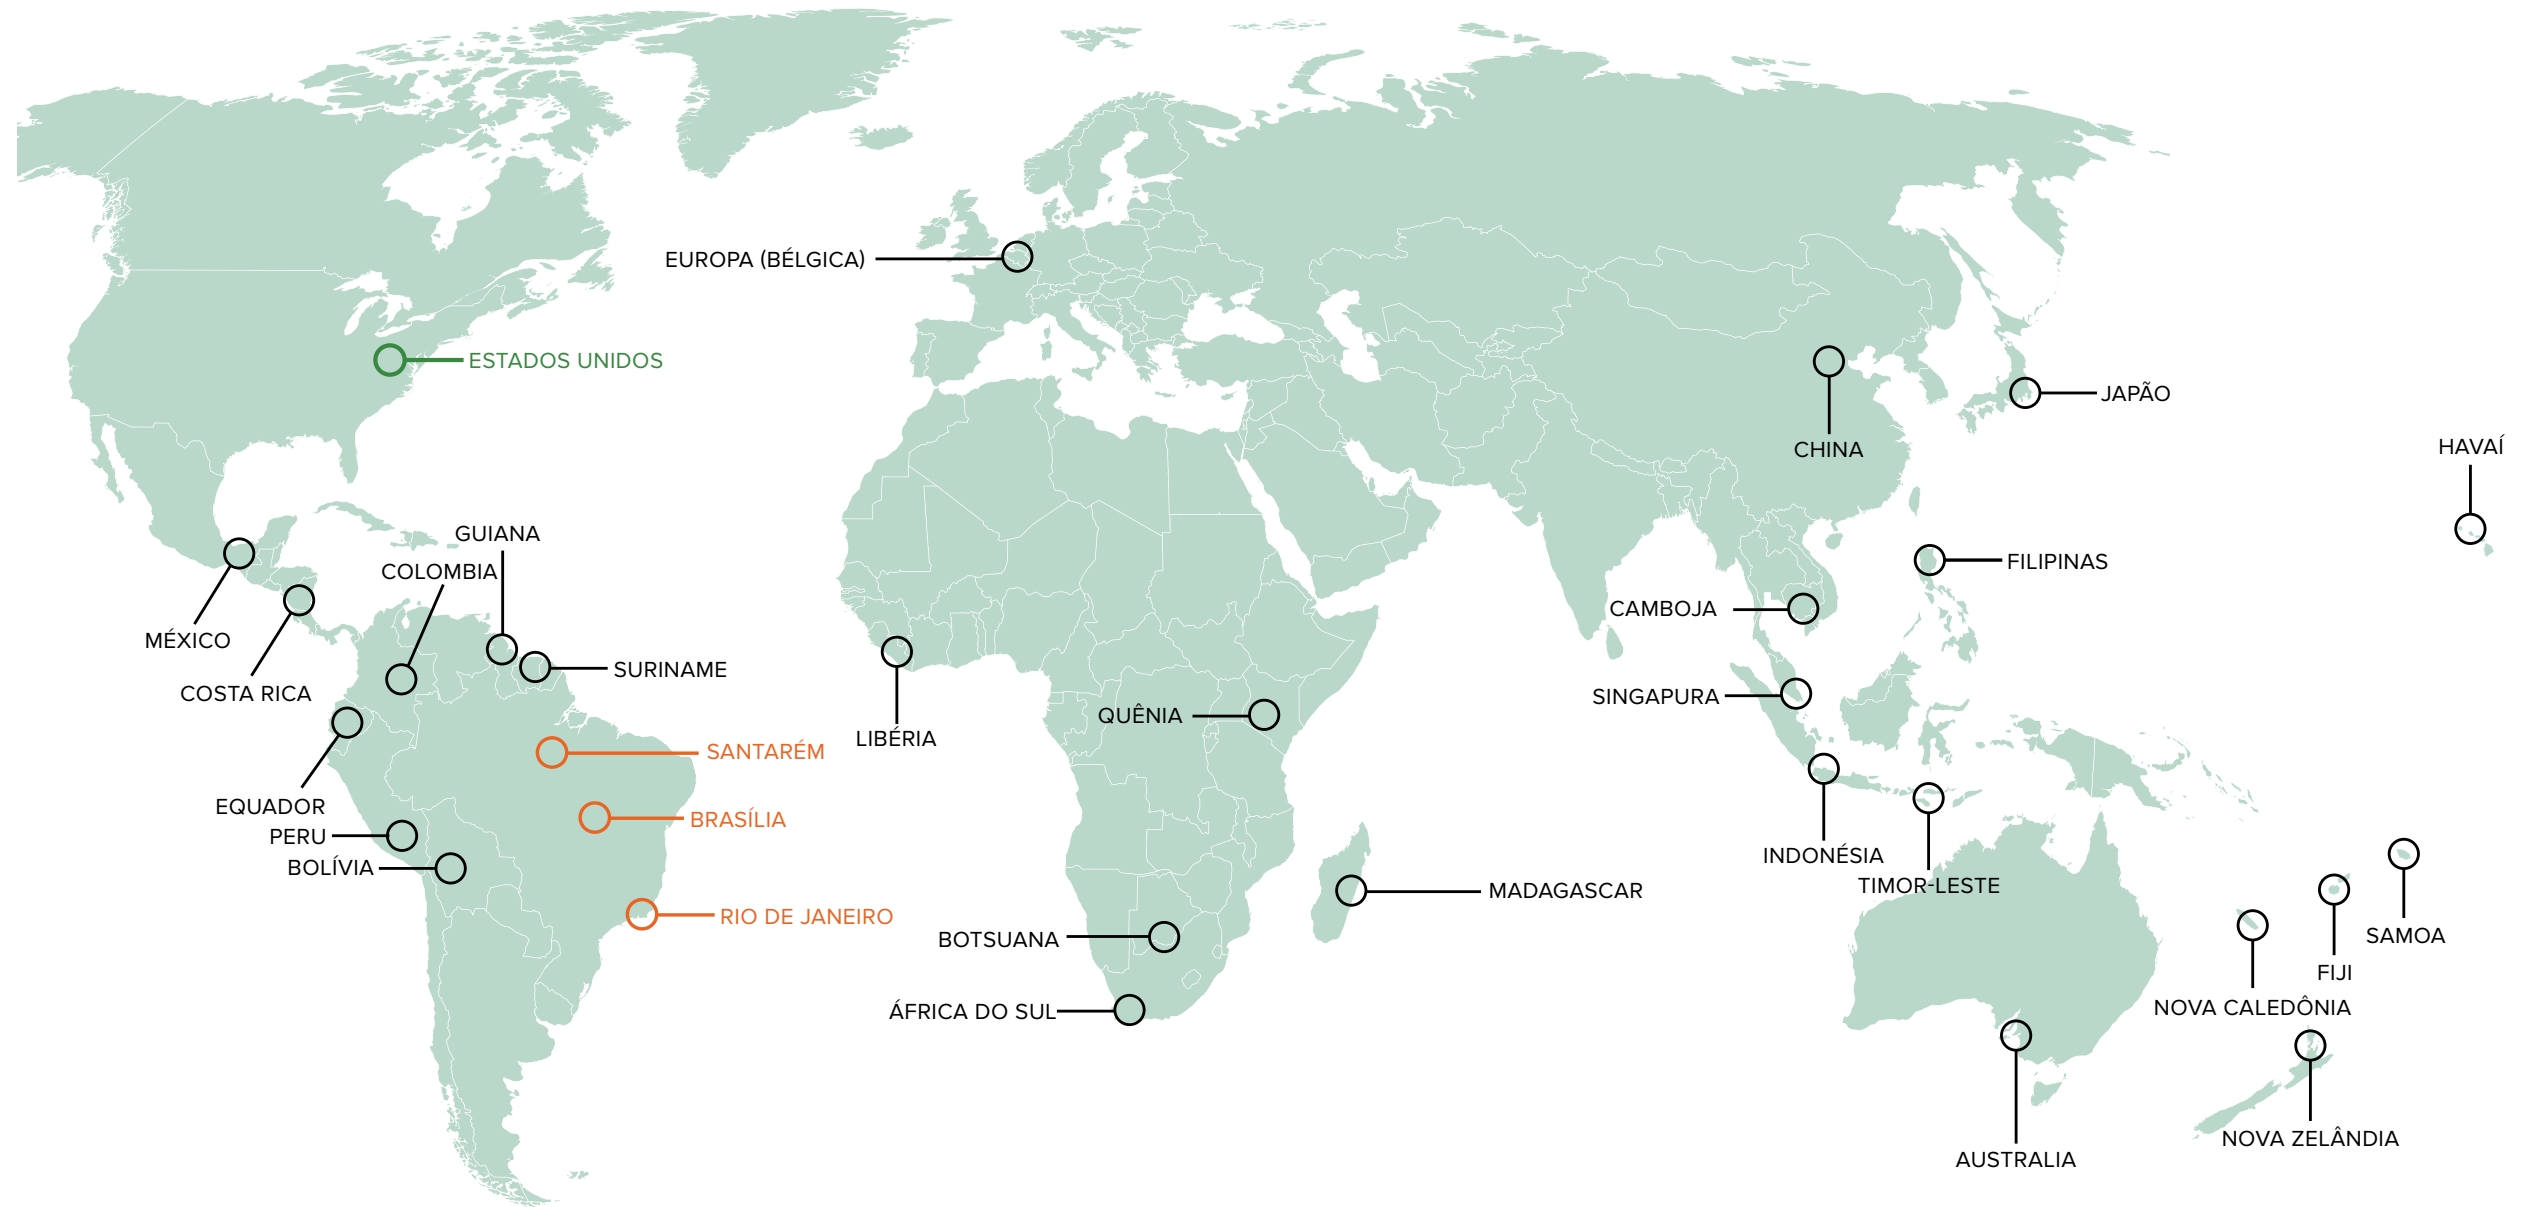 EUROPA (BÉLGICA)
ESTADOS UNIDOS
JAPÃO
HAVAÍ
CHINA
GUIANA
COLOMBIA
FILIPINAS
CAMBOJA
MÉXICO
SURINAME
COSTA RICA
SINGAPURA
QUÊNIA
LIBÉRIA
SANTARÉM
EQUADOR
BRASÍLIA
PERU
BOLÍVIA
INDONÉSIA
TIMOR-LESTE
MADAGASCAR
RIO DE JANEIRO
BOTSUANA
SAMOA
FIJI
NOVA CALEDÔNIA
ÁFRICA DO SUL
NOVA ZELÂNDIA
AUSTRALIA